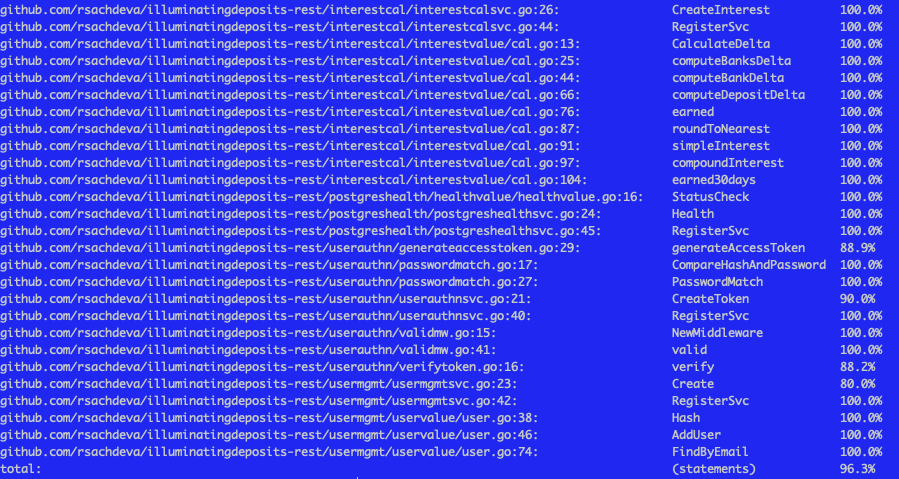 github.com/rsachdeva/illuminatingdeposits-rest/interestcal/interestcalsvc.go:26: CreateInterest 100.0%
github.com/rsachdeva/illuminatingdeposits-rest/interestcal/interestcalsvc.go:44: RegisterSvc 100.0%
github.com/rsachdeva/illuminatingdeposits-rest/interestcal/interestvalue/cal.go:13: CalculateDelta 100.0%
github.com/rsachdeva/illuminatingdeposits-rest/interestcal/interestvalue/cal.go:25: computeBanksDelta 100.0%
github.com/rsachdeva/illuminatingdeposits-rest/interestcal/interestvalue/cal.go:44: computeBankDelta 100.0%
github.com/rsachdeva/illuminatingdeposits-rest/interestcal/interestvalue/cal.go:66: computeDepositDelta 100.0%
github.com/rsachdeva/illuminatingdeposits-rest/interestcal/interestvalue/cal.go:76: earned 100.0%
github.com/rsachdeva/illuminatingdeposits-rest/interestcal/interestvalue/cal.go:87: roundToNearest 100.0%
github.com/rsachdeva/illuminatingdeposits-rest/interestcal/interestvalue/cal.go:91: simpleInterest 100.0%
github.com/rsachdeva/illuminatingdeposits-rest/interestcal/interestvalue/cal.go:97: compoundInterest 100.0%
github.com/rsachdeva/illuminatingdeposits-rest/interestcal/interestvalue/cal.go:104: earned30days 100.0%
github.com/rsachdeva/illuminatingdeposits-rest/postgreshealth/healthvalue/healthvalue.go:16: StatusCheck 100.0%
github.com/rsachdeva/illuminatingdeposits-rest/postgreshealth/postgreshealthsvc.go:24: Health 100.0%
github.com/rsachdeva/illuminatingdeposits-rest/postgreshealth/postgreshealthsvc.go:45: RegisterSvc 100.0%
github.com/rsachdeva/illuminatingdeposits-rest/userauthn/generateaccesstoken.go:29: generateAccessToken 88.9%
github.com/rsachdeva/illuminatingdeposits-rest/userauthn/passwordmatch.go:17: CompareHashAndPassword 100.0%
github.com/rsachdeva/illuminatingdeposits-rest/userauthn/passwordmatch.go:27: PasswordMatch 100.0%
github.com/rsachdeva/illuminatingdeposits-rest/userauthn/userauthnsvc.go:21: CreateToken 90.0%
github.com/rsachdeva/illuminatingdeposits-rest/userauthn/userauthnsvc.go:40: RegisterSvc 100.0%
github.com/rsachdeva/illuminatingdeposits-rest/userauthn/validmw.go:15: NewMiddleware 100.0%
github.com/rsachdeva/illuminatingdeposits-rest/userauthn/validmw.go:41: valid 100.0%
github.com/rsachdeva/illuminatingdeposits-rest/userauthn/verifytoken.go:16: verify 88.2%
github.com/rsachdeva/illuminatingdeposits-rest/usermgmt/usermgmtsvc.go:23: Create 80.0%
github.com/rsachdeva/illuminatingdeposits-rest/usermgmt/usermgmtsvc.go:42: RegisterSvc 100.0%
github.com/rsachdeva/illuminatingdeposits-rest/usermgmt/uservalue/user.go:38: Hash 100.0%
github.com/rsachdeva/illuminatingdeposits-rest/usermgmt/uservalue/user.go:46: AddUser 100.0%
github.com/rsachdeva/illuminatingdeposits-rest/usermgmt/uservalue/user.go:74: FindByEmail 100.0%
total: (statements) 96.3%